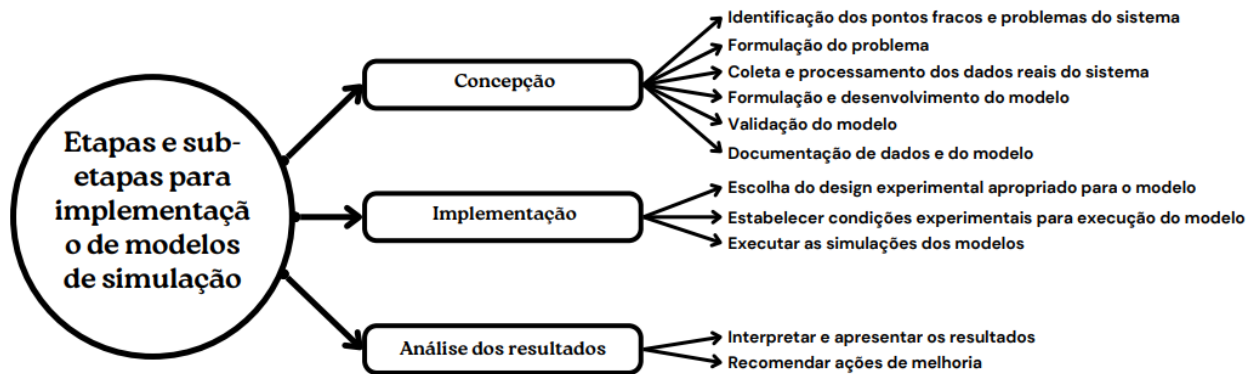 Etapas e sub-
etapas para
implementaçã
o de modelos
de simulação
Concepção
Identificação dos pontos fracos e problemas do sistema
Formulação do problema
Coleta e processamento dos dados reais do sistema
Formulação e desenvolvimento do modelo
Validação do modelo
Documentação de dados e do modelo
Implementação
Escolha do design experimental apropriado para o modelo
Estabelecer condições experimentais para execução do modelo
Executar as simulações dos modelos
Análise dos resultados
Interpretar e apresentar os resultados
Recomendar ações de melhoria